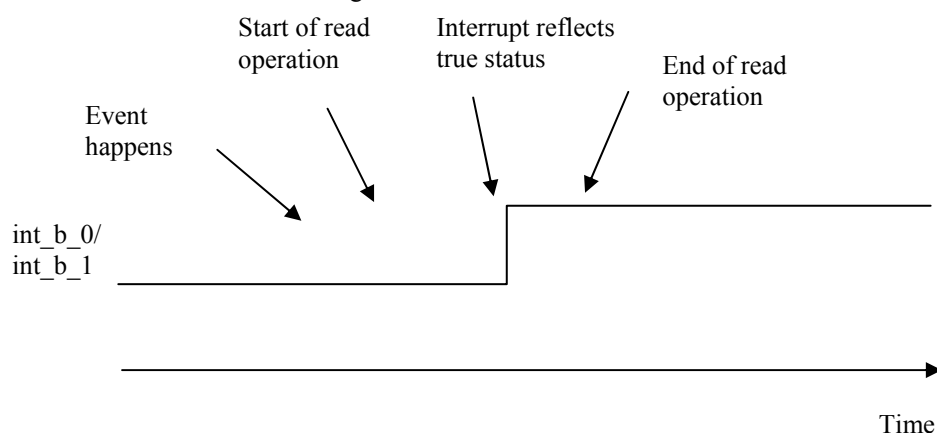 Start of read
operation
Interrupt reflects
true status
End of read
operation
Event
happens
int_b_0/
int_b_1
Time